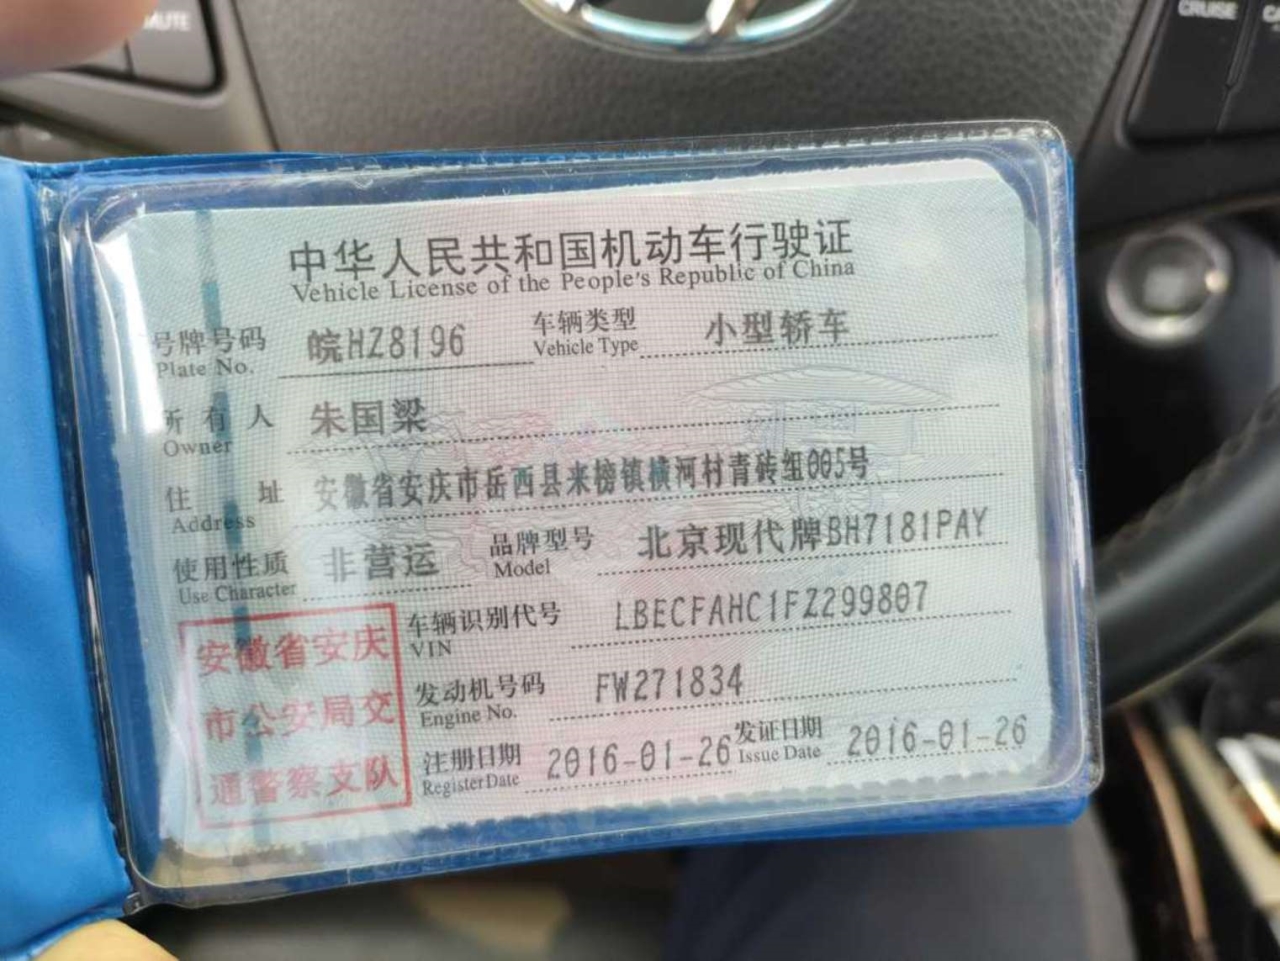 MUTE
CRUISE
中华人民共和国机动车行驶证
Vehicle License of the People's Republic of China
号牌号码 皖HZ8196 车辆类型 小型轿车
Plate No. Vehicle Type
所有人 朱国梁
Owner
住址 安徽省安庆市岳西县来榜镇横河村青砖组005号
Address
使用性质 非营运 品牌型号 北京现代牌BH7181PAY
Use Character Model
车辆识别代号 LBECFAHC1FZ299807
VIN
发动机号码 FW271834
Engine No.
注册日期 2016-01-26 发证日期 2016-01-26
Register Date Issue Date
安徽省安庆
市公安局交
通警察支队